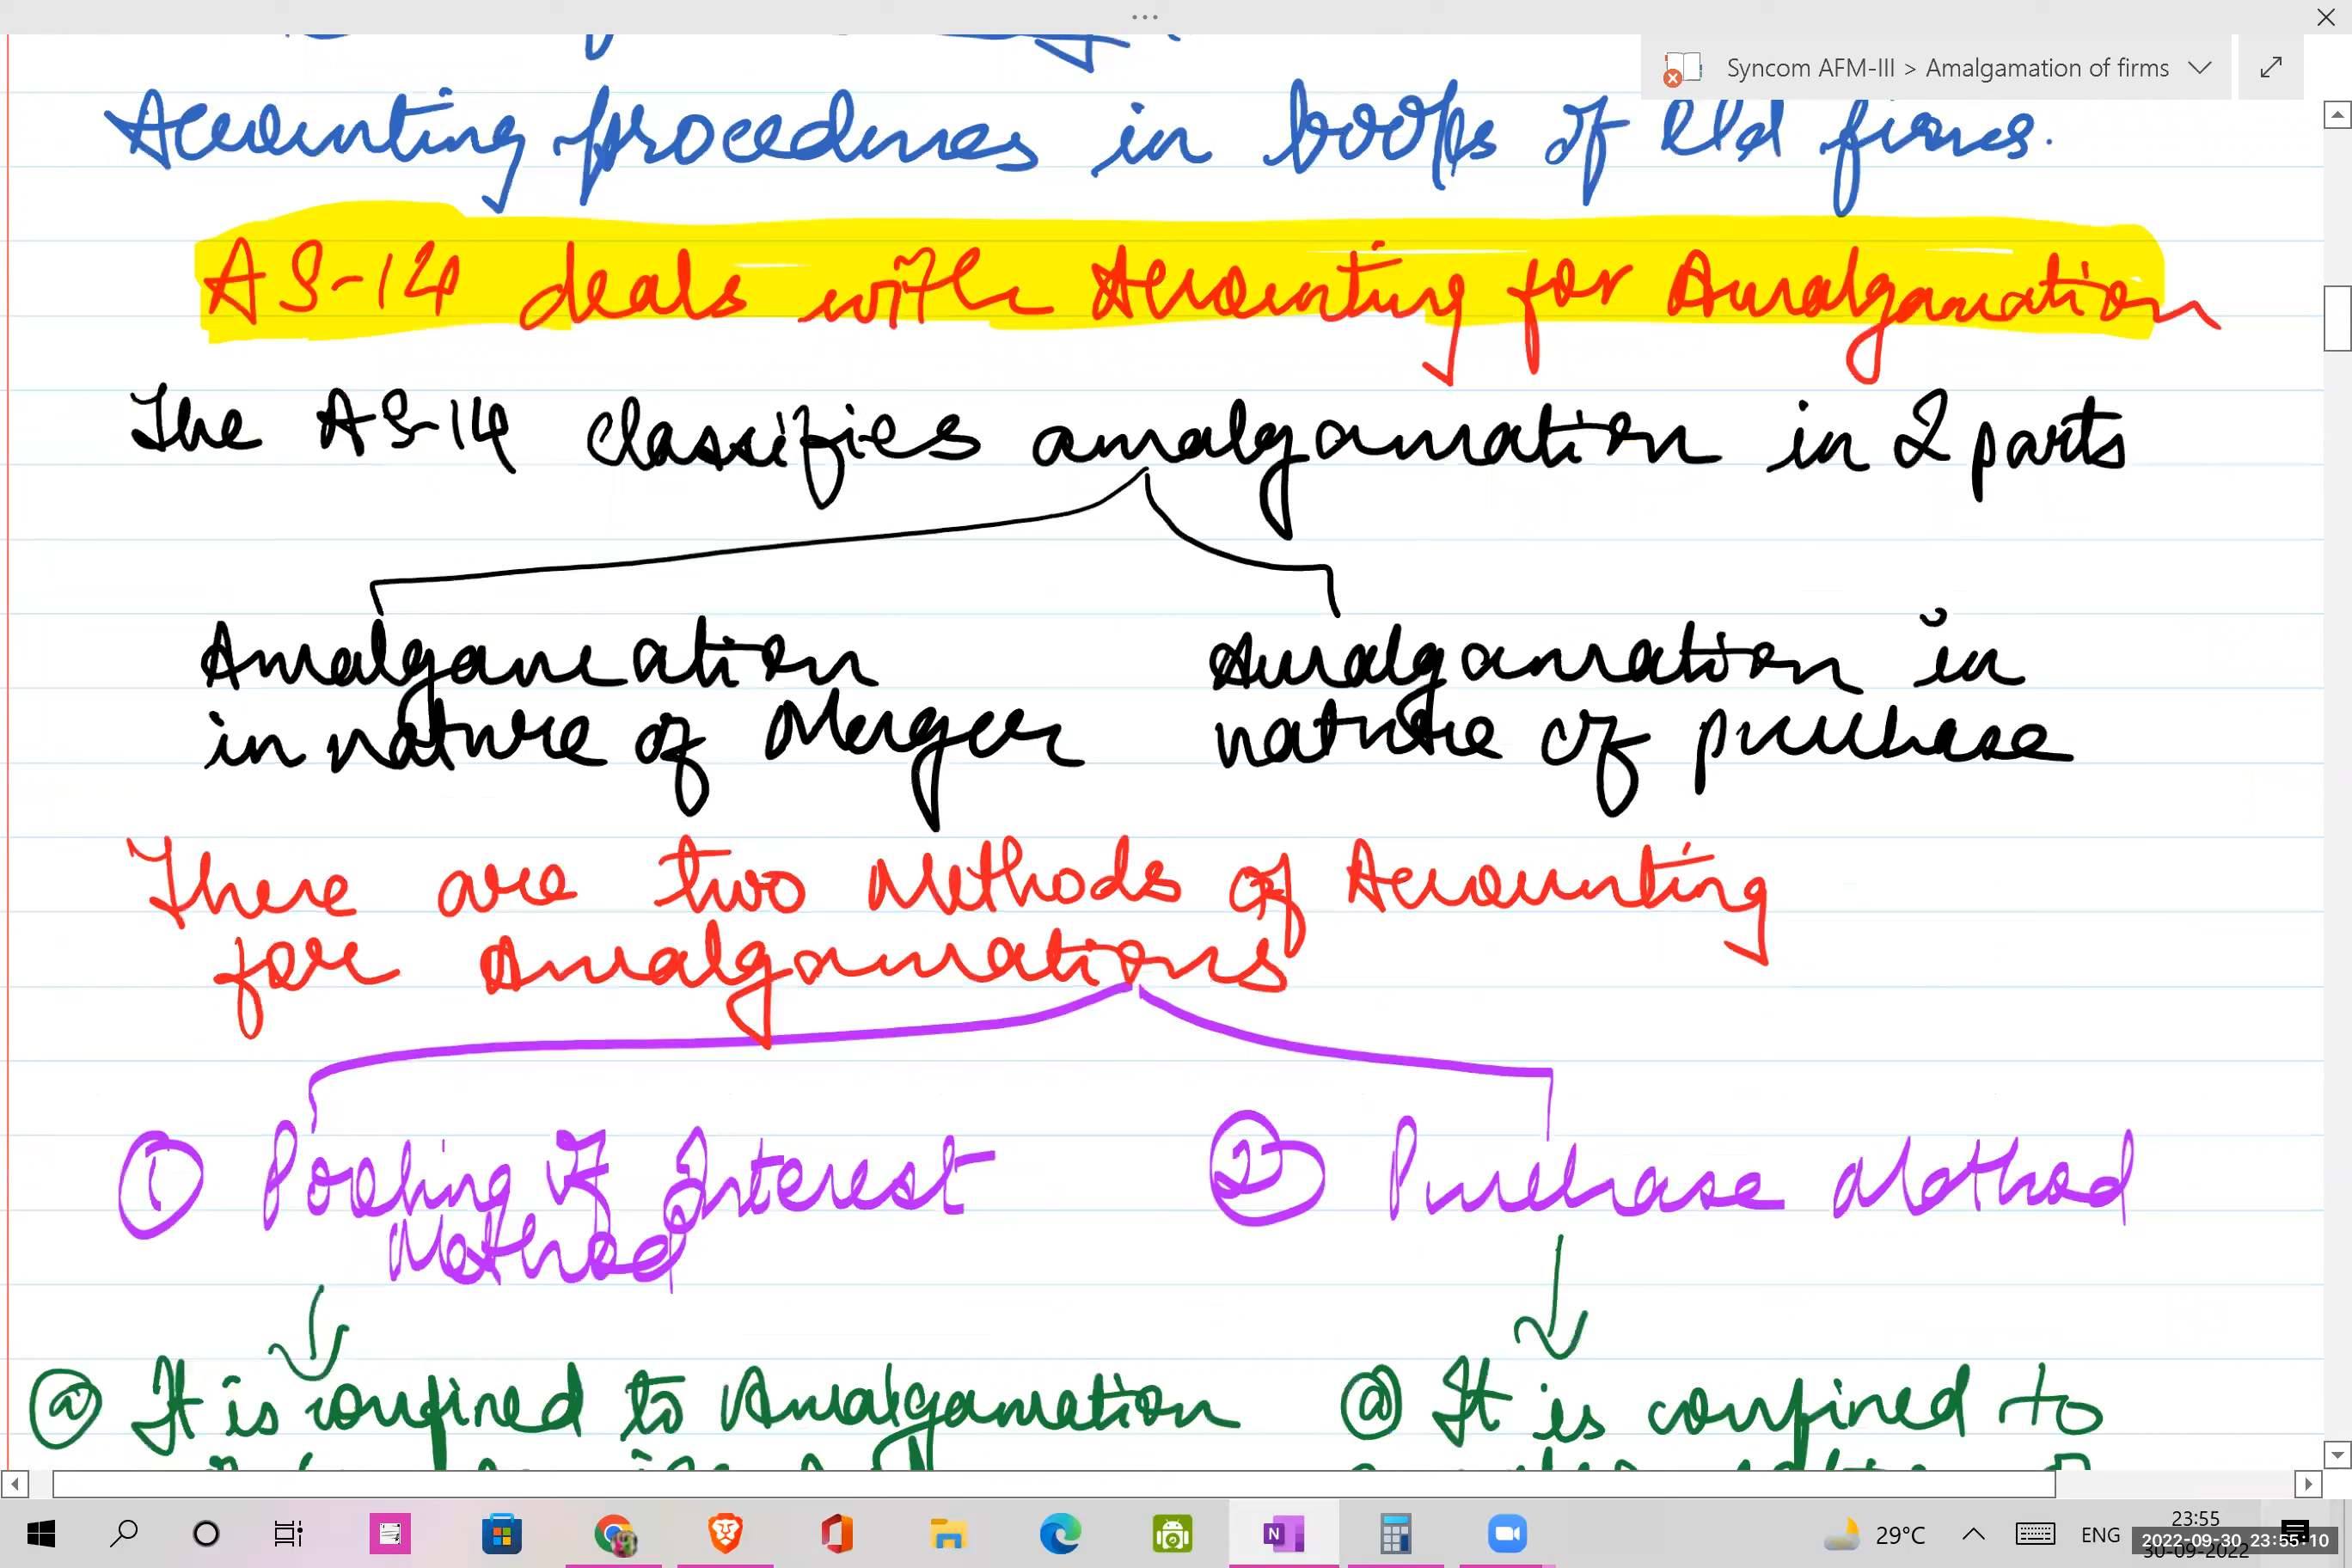 Syncom AFM-III > Amalgamation of firms
Accounting procedures in books of old firms.
AS-14 deals with Accounting for Amalgamation
The AS-14 classifies amalgamation in 2 parts
Amalgamation
in nature of Merger
Amalgamation in
nature of purchase
There are two Methods of Accounting
for Amalgamations
① Pooling of Interest
Method
② Purchase Method
ⓐ It is confined to Amalgamation
ⓐ It is confined to
29°C
ENG
23:55
30-09-2022
2022-09-30 23:55:10